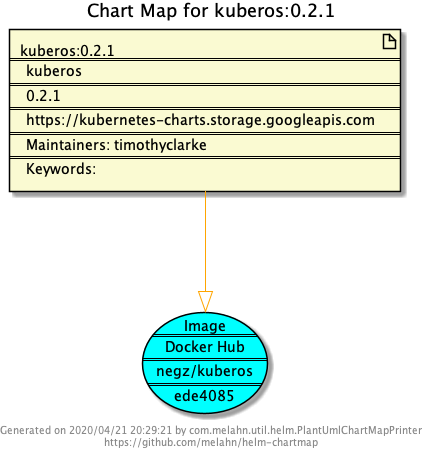 Chart Map for kuberos:0.2.1
kuberos:0.2.1
kuberos
0.2.1
https://kubernetes-charts.storage.googleapis.com
Maintainers: timothyclarke
Keywords:
Image
Docker Hub
negz/kuberos
ede4085
Generated on 2020/04/21 20:29:21 by com.melahn.util.helm.PlantUmlChartMapPrinter
https://github.com/melahn/helm-chartmap